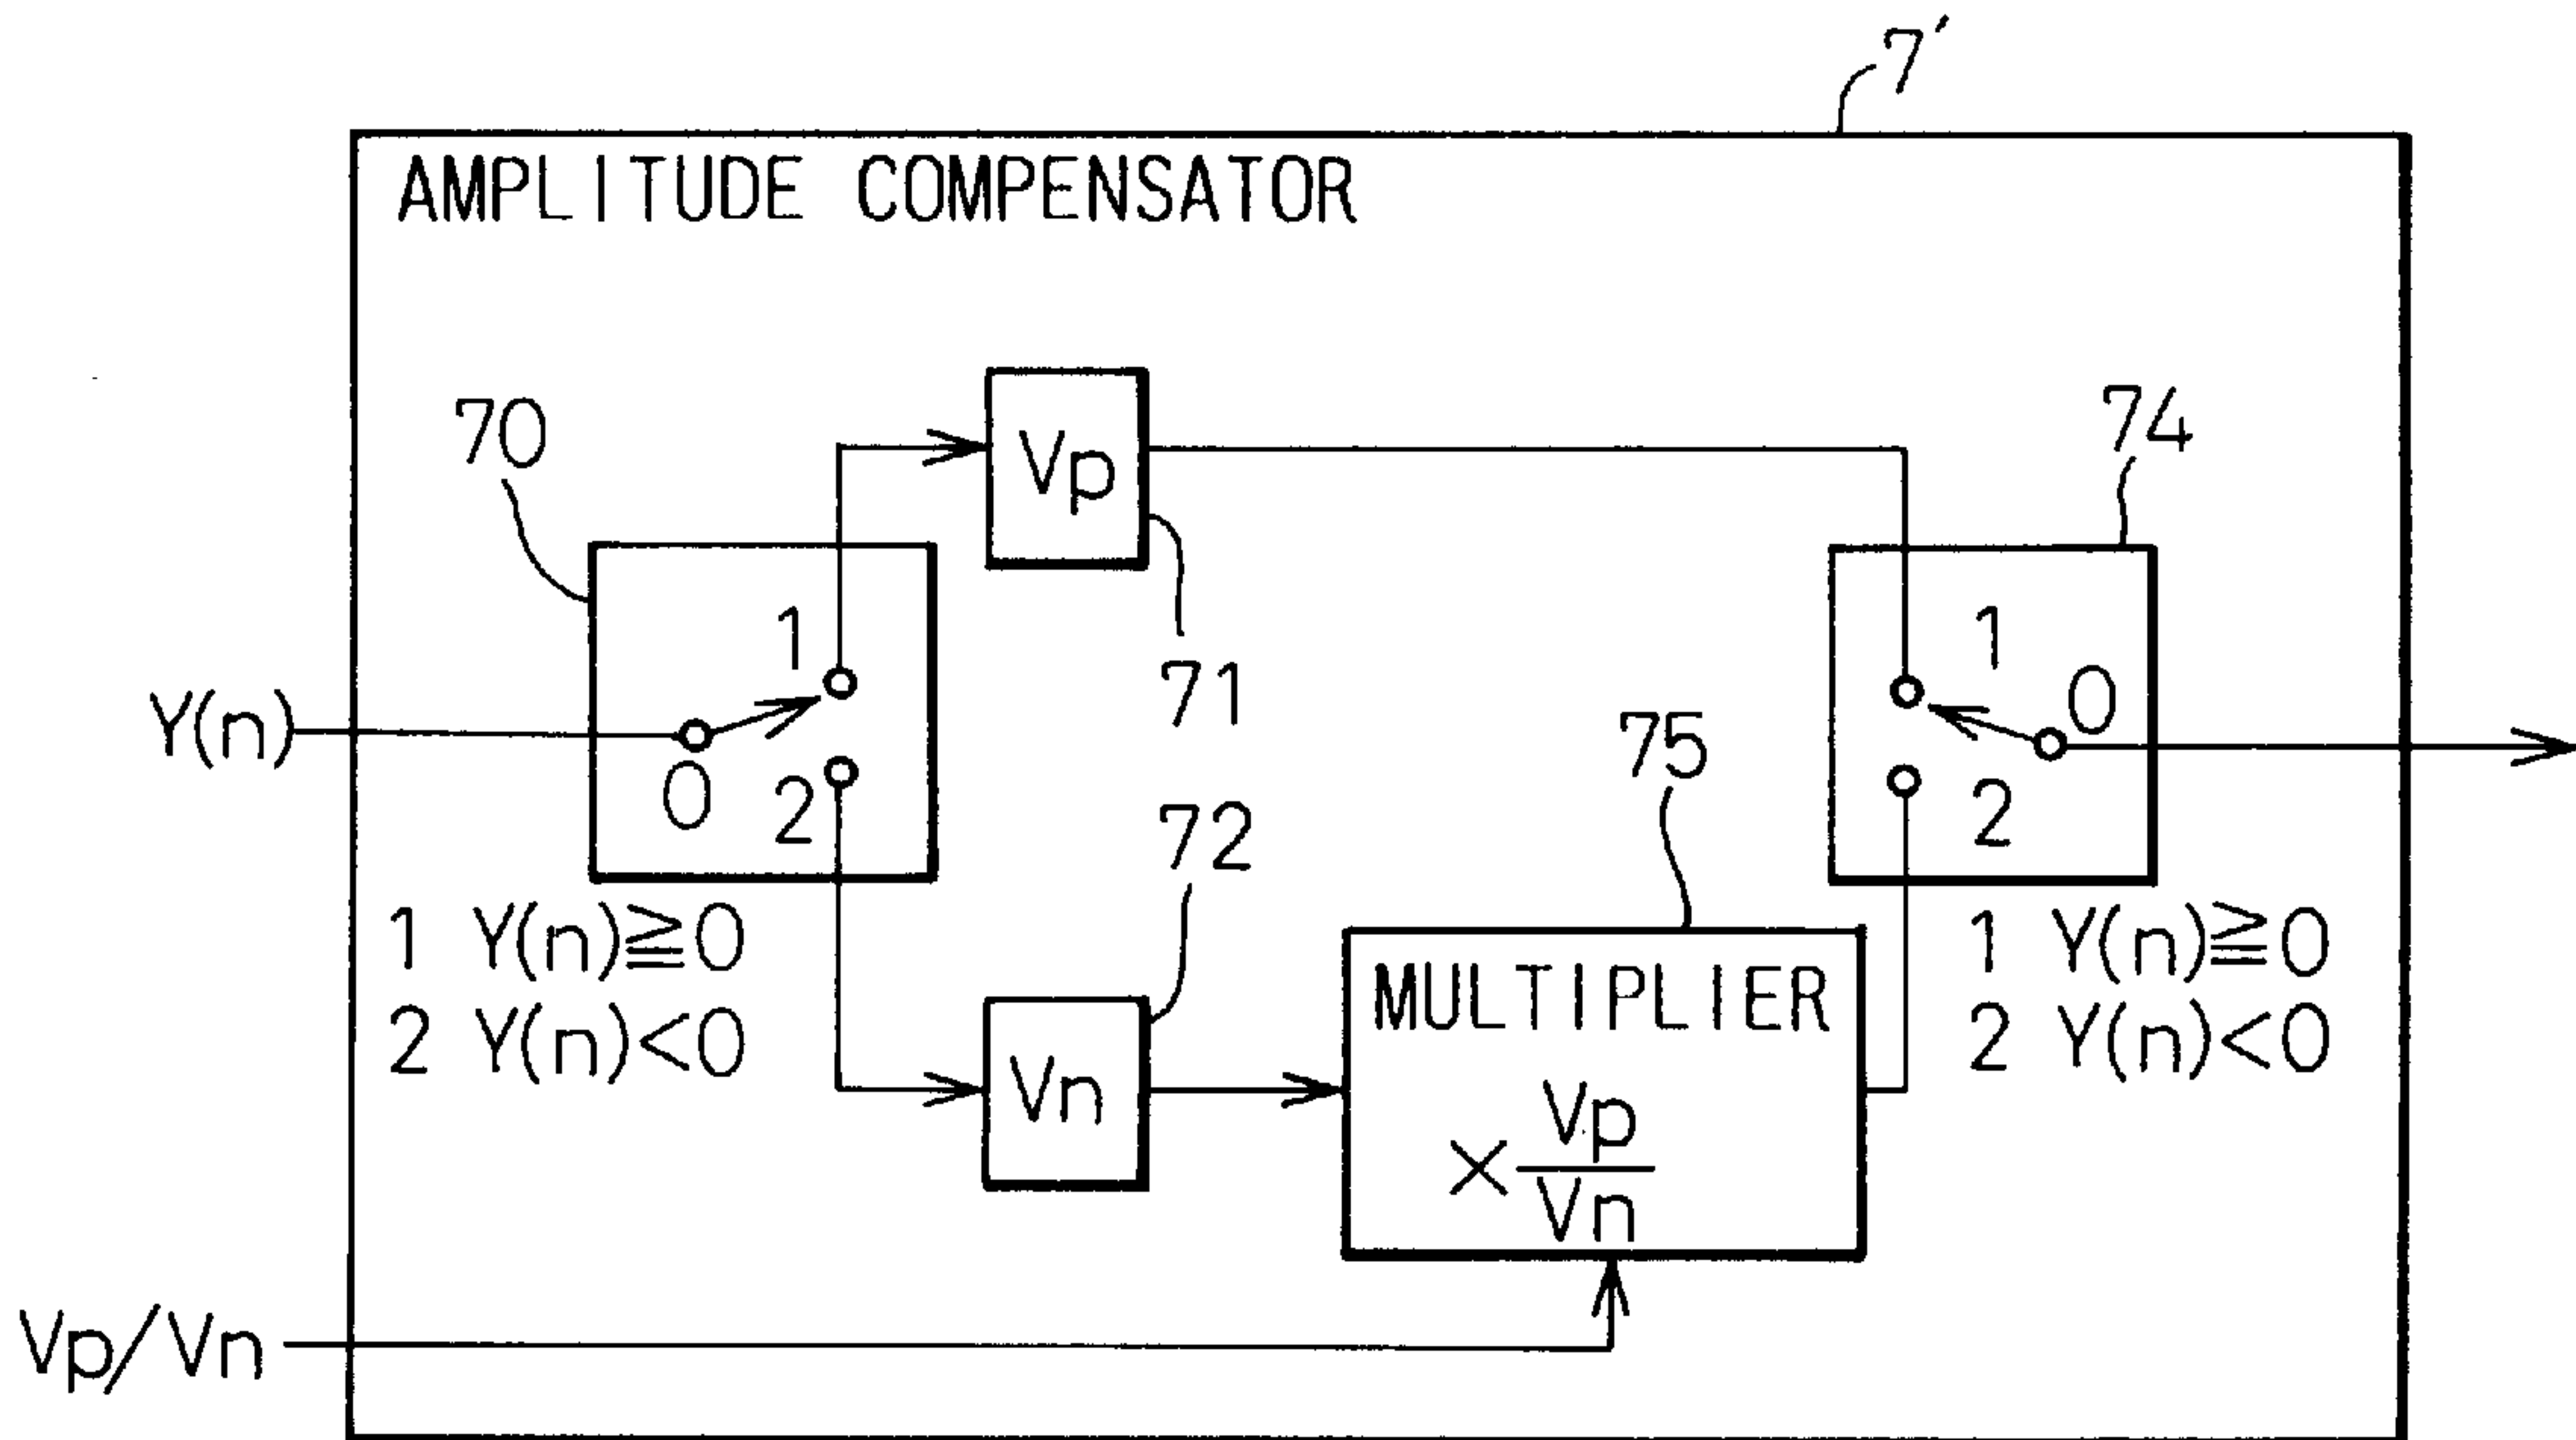 7′
AMPLITUDE COMPENSATOR
70
Vp
74
1
71
1
0
Y(n)
0
2
75
2
72
1 Y(n)≧0
2 Y(n)<0
Vn
MULTIPLIER
× Vp
Vn
1 Y(n)≧0
2 Y(n)<0
Vp/Vn